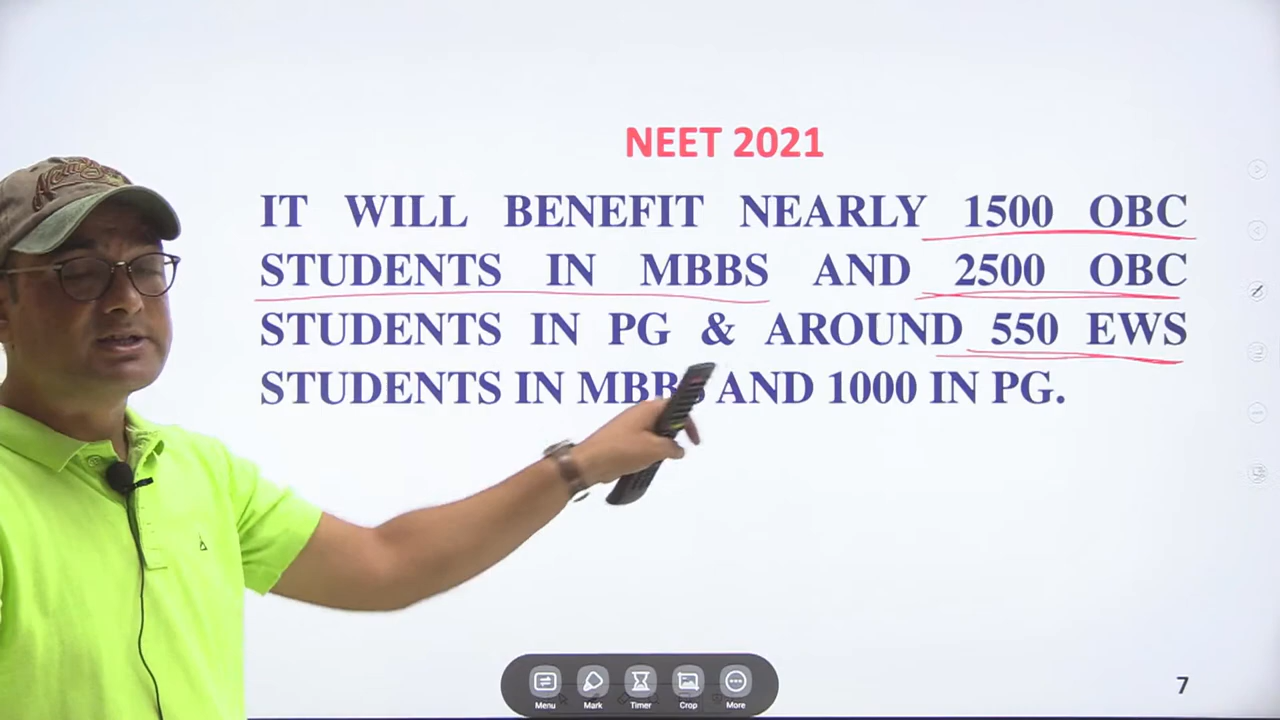 NEET 2021
IT WILL BENEFIT NEARLY 1500 OBC
STUDENTS IN MBBS AND 2500 OBC
STUDENTS IN PG & AROUND 550 EWS
STUDENTS IN MBBS AND 1000 IN PG.
Menu Mark Timer Crop More
7